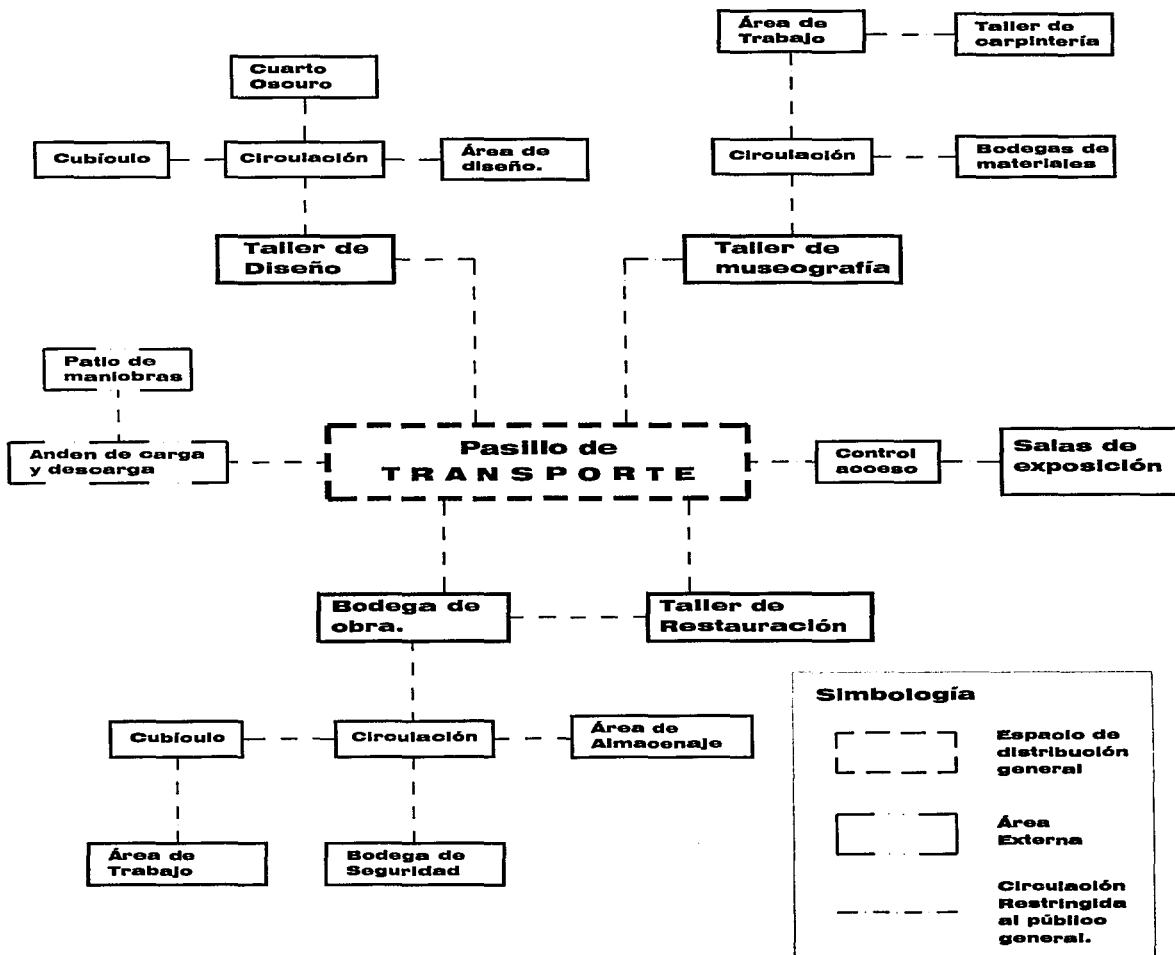 Área de
Trabajo
Taller de
carpintería
Cuarto
Oscuro
Cubículo
Circulación
Área de
diseño.
Circulación
Bodegas de
materiales
Taller de
Diseño
Taller de
museografía
Patio de
maniobras
Anden de carga
y descarga
Pasillo de
TRANSPORTE
Control
acceso
Salas de
exposición
Bodega de
obra.
Taller de
Restauración
Cubículo
Circulación
Área de
Almacenaje
Área de
Trabajo
Bodega de
Seguridad
Simbología
Espacio de
distribución
general
Área
Externa
Circulación
Restringida
al público
general.